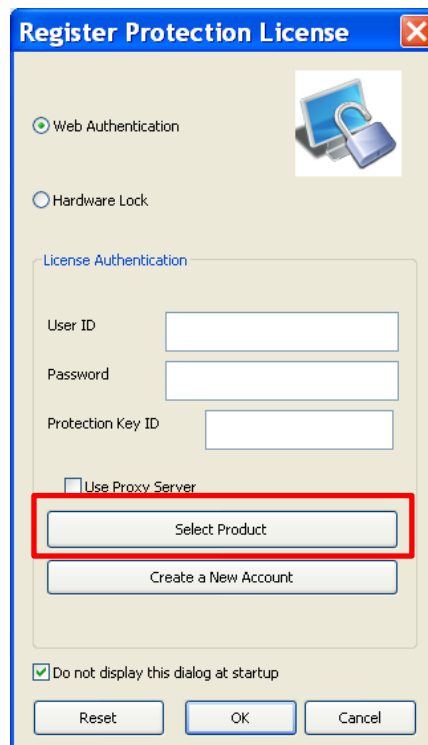 Register Protection License
Web Authentication
Hardware Lock
License Authentication
User ID
Password
Protection Key ID
Use Proxy Server
Select Product
Create a New Account
Do not display this dialog at startup
Reset OK Cancel